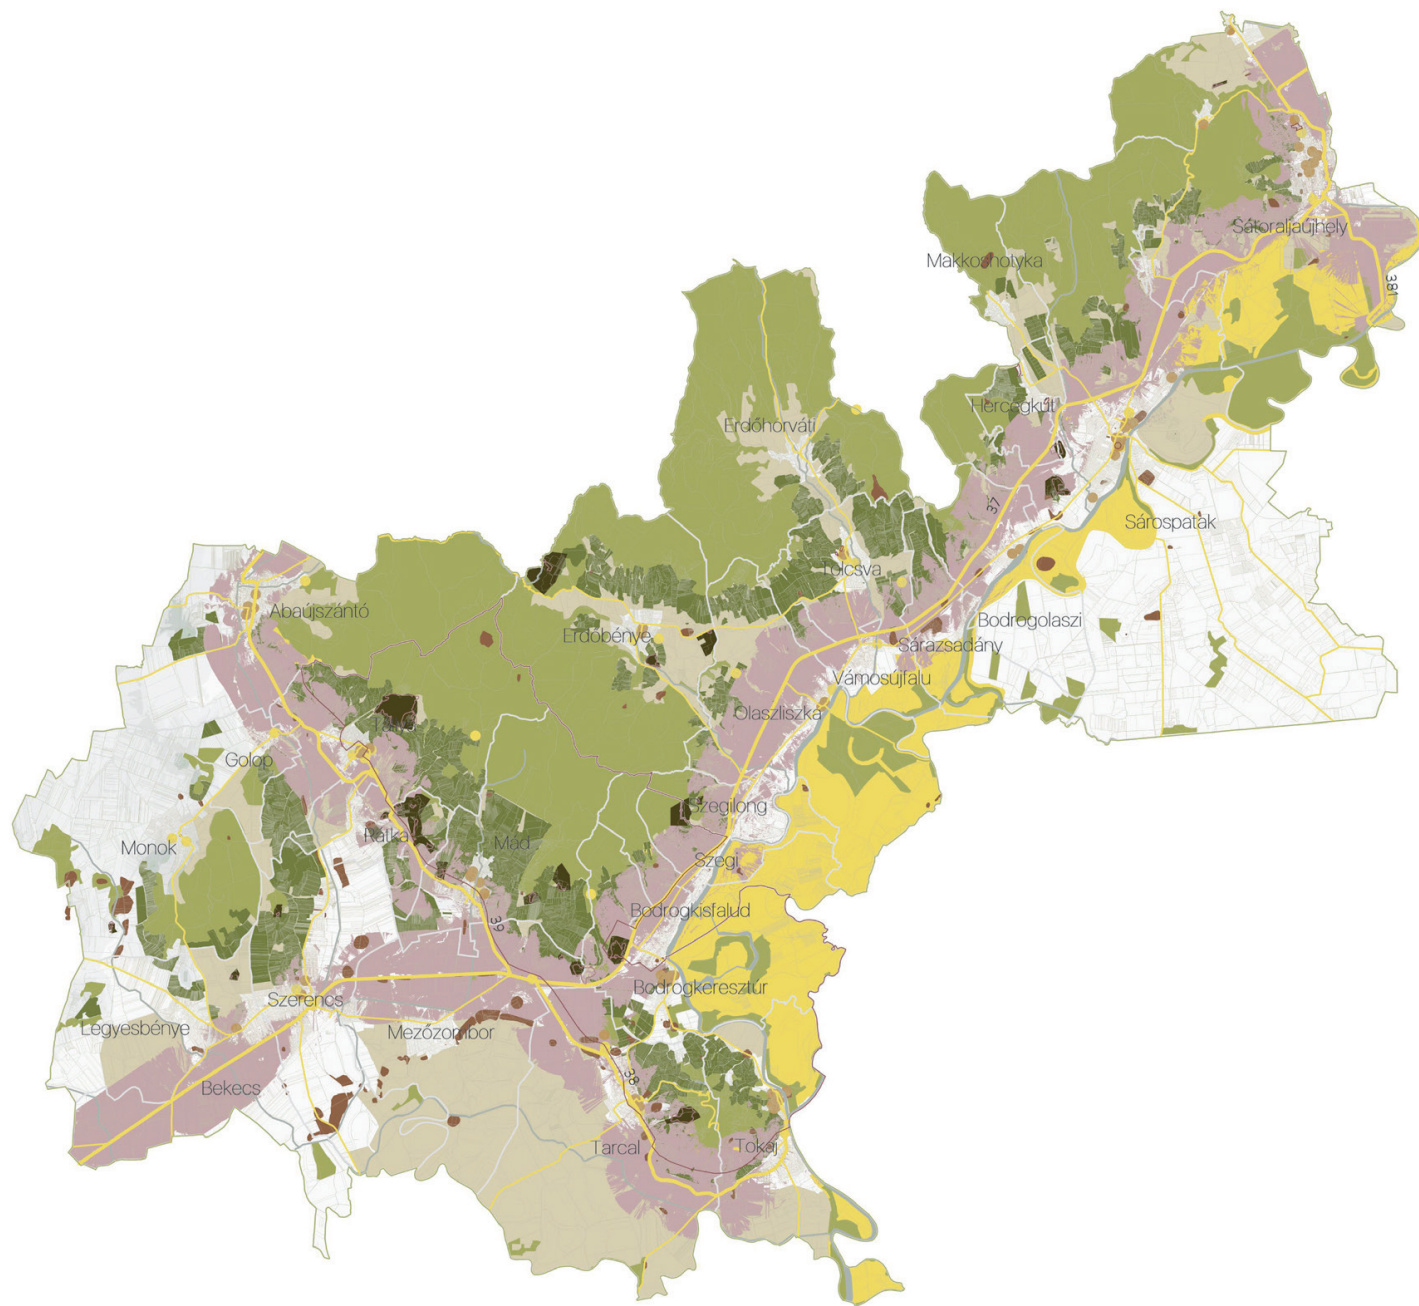 Sátoraljaújhely
Makkoshotyka
381
Hercegkút
Erdőhorváti
37
Sárospatak
Tolcsva
Abaújszántó
Bodrogolaszi
Erdőbénye
Sárazsadány
Vámosújfalu
Olaszliszka
Golop
Szegilong
Rátka
Mád
Monok
Szegi
Bodrogkisfalud
39
Bodrogkeresztúr
Szerencs
Legyesbénye
Mezőzombor
38
Bekecs
Tarcal
Tokaj